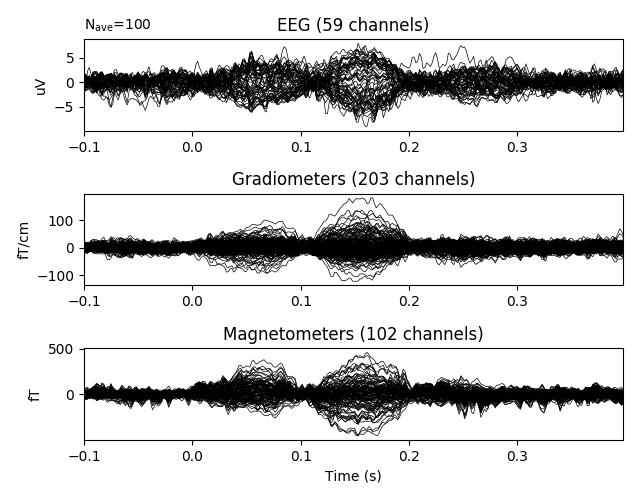 Nave=100
EEG (59 channels)
uV
5
0
−5
−0.1 0.0 0.1 0.2 0.3
Gradiometers (203 channels)
fT/cm
100
0
−100
−0.1 0.0 0.1 0.2 0.3
Magnetometers (102 channels)
fT
500
0
−0.1 0.0 0.1 0.2 0.3
Time (s)